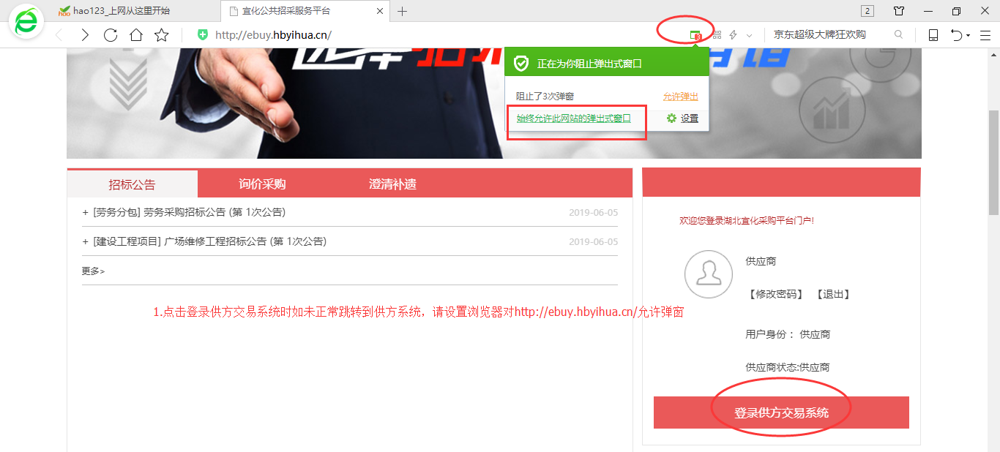 hao123_上网从这里开始
宜化公共招采服务平台
2
http://ebuy.hbyihua.cn/
3
京东超级大牌狂欢购
正在为你阻止弹出式窗口
阻止了3次弹窗 允许弹出
始终允许此网站的弹出式窗口 设置
招标公告 询价采购 澄清补遗
+ [劳务分包] 劳务采购招标公告 (第 1次公告) 2019-06-05
+ [建设工程项目] 广场维修工程招标公告 (第 1次公告) 2019-06-05
更多>
1.点击登录供方交易系统时如未正常跳转到供方系统，请设置浏览器对http://ebuy.hbyihua.cn/允许弹窗
欢迎您登录湖北宜化采购平台门户!
供应商
【修改密码】 【退出】
用户身份： 供应商
供应商状态:供应商
登录供方交易系统